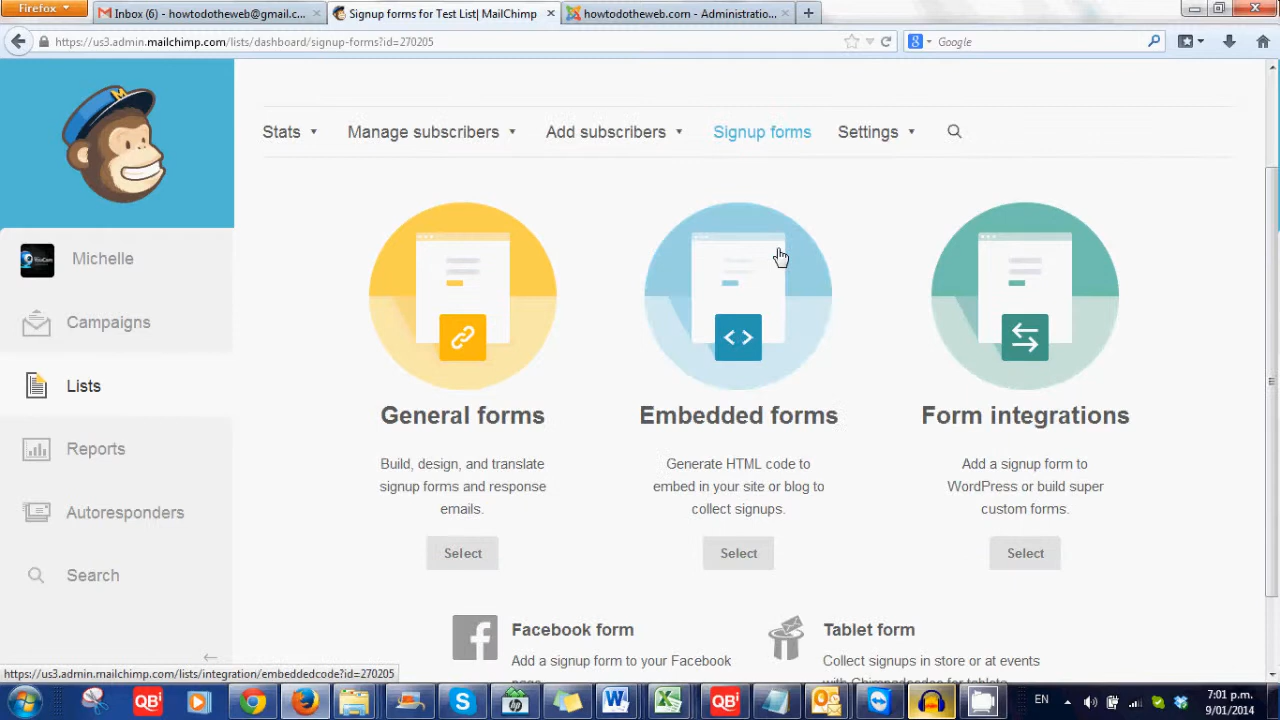 Firefox
Inbox (6) - howtodotheweb@gmail.c...
Signup forms for Test List| MailChimp
howtodotheweb.com - Administratio...
https://us3.admin.mailchimp.com/lists/dashboard/signup-forms?id=270205
Google
Stats
Manage subscribers
Add subscribers
Signup forms
Settings
Michelle
Campaigns
Lists
Reports
Autoresponders
Search
General forms
Embedded forms
Form integrations
Build, design, and translate
signup forms and response
emails.
Generate HTML code to
embed in your site or blog to
collect signups.
Add a signup form to
WordPress or build super
custom forms.
Select
Select
Select
Facebook form
Add a signup form to your Facebook
Tablet form
Collect signups in store or at events
https://us3.admin.mailchimp.com/lists/integration/embeddedcode?id=270205
EN
7:01 p.m.
9/01/2014